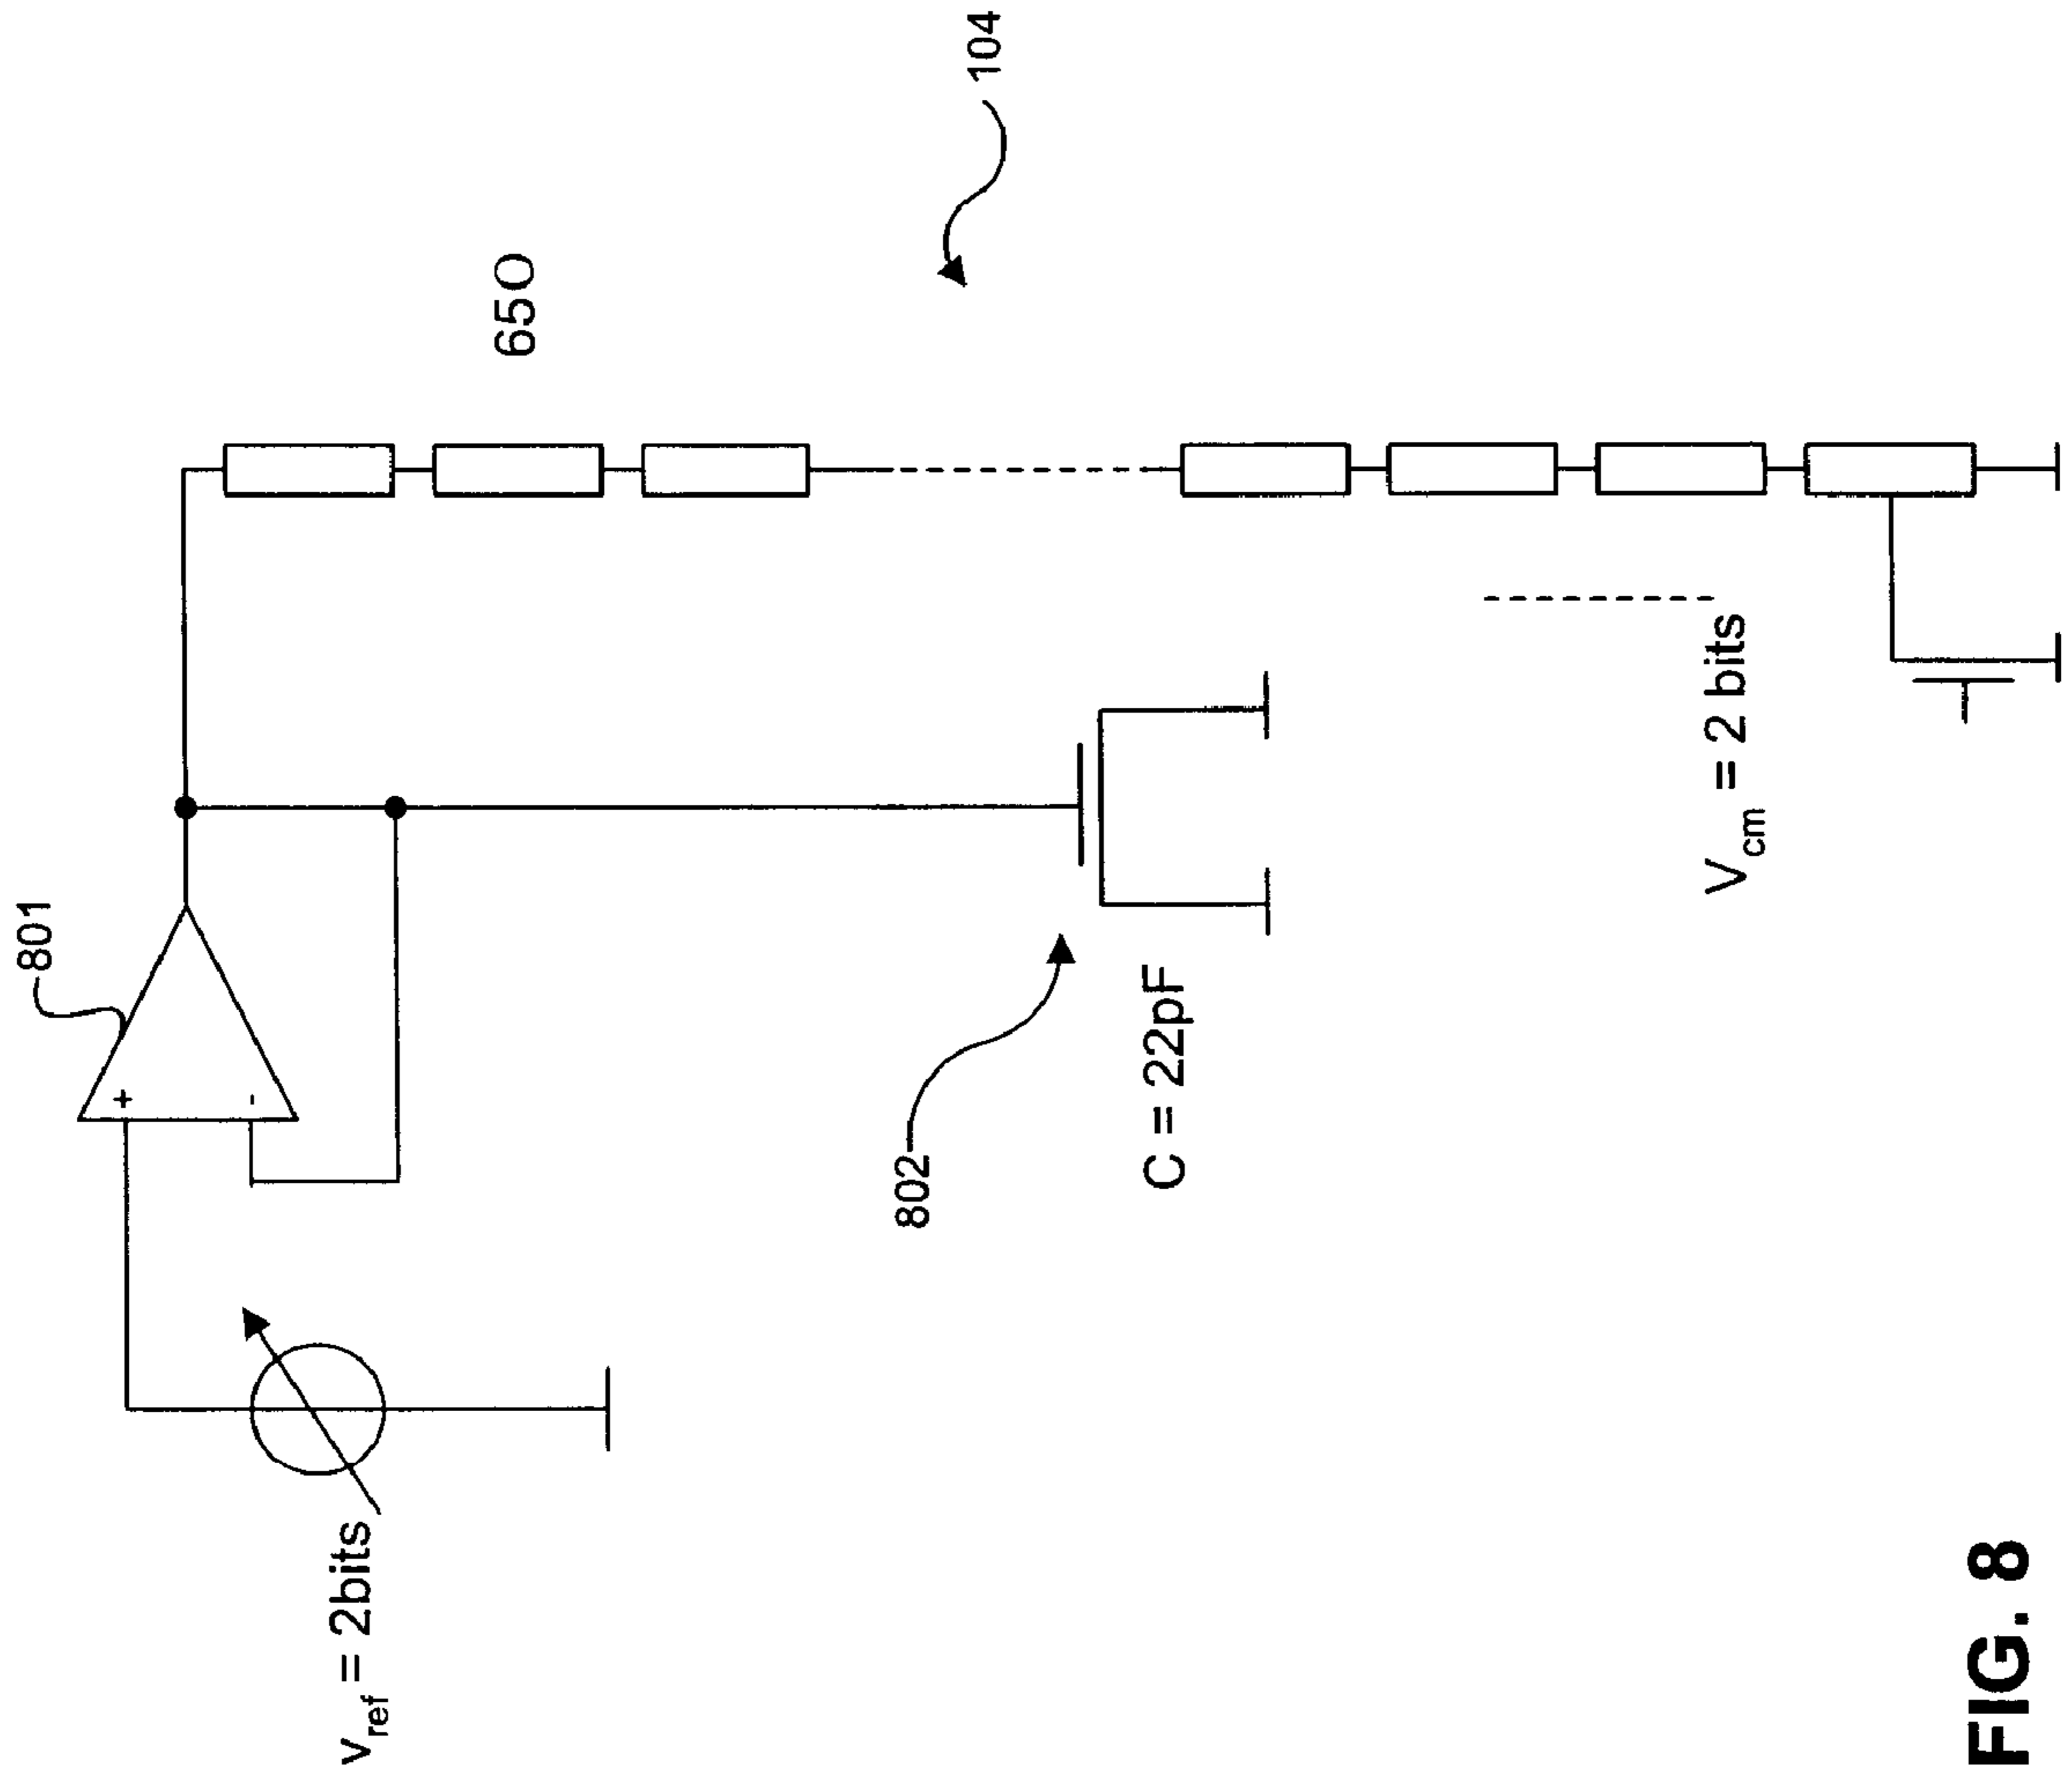 801
V_ref = 2bits
+
-
650
104
802
C = 22pF
V_cm = 2 bits
FIG. 8